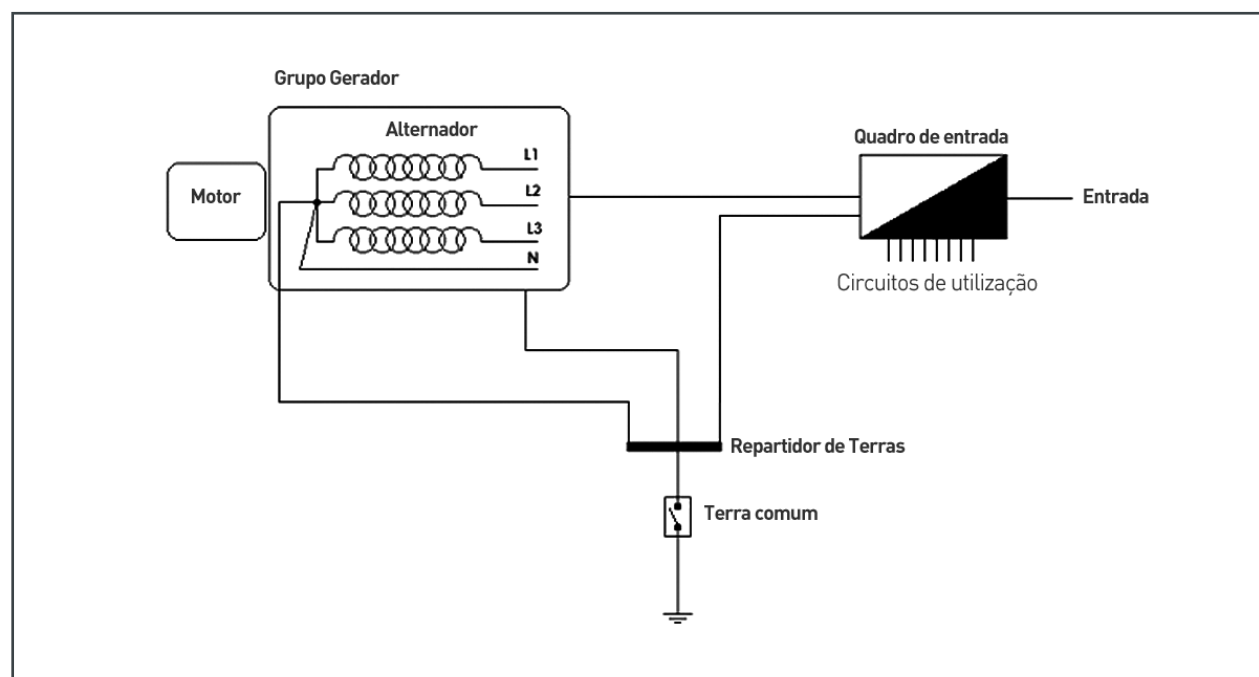 Grupo Gerador
Alternador
Quadro de entrada
L1
Motor
L2
Entrada
L3
N
Circuitos de utilização
Repartidor de Terras
Terra comum